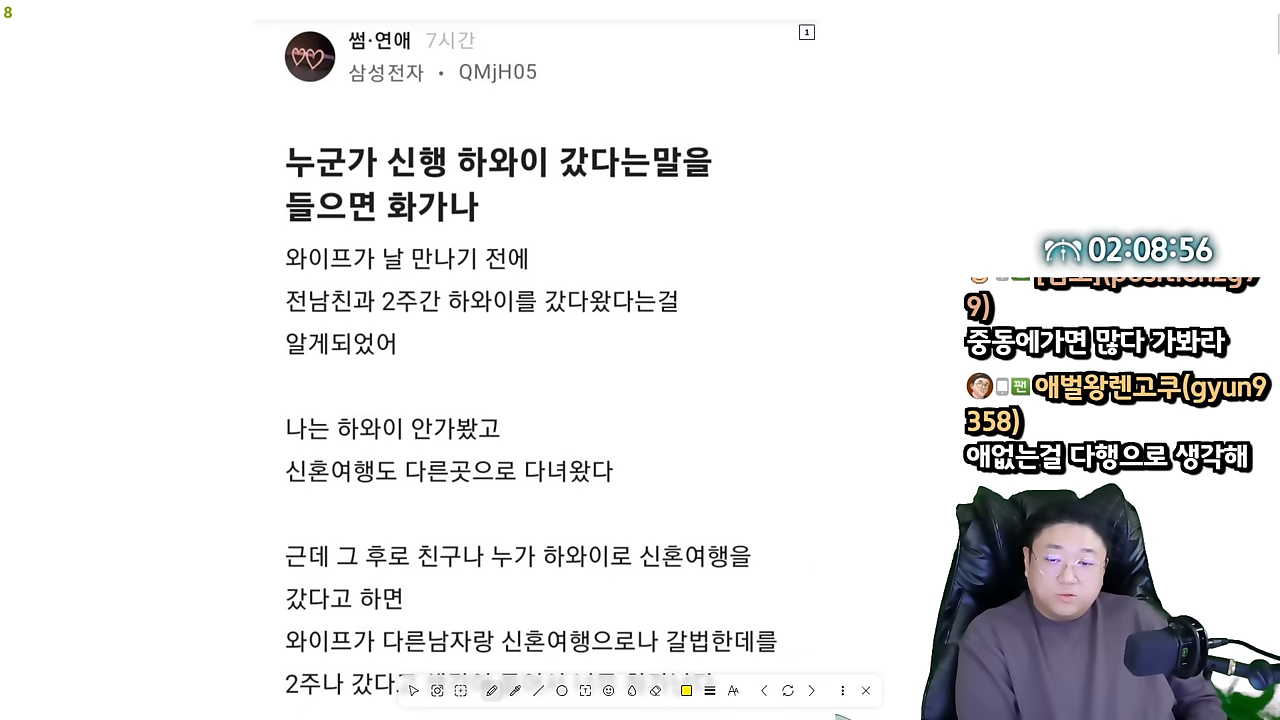 8
썸·연애 7시간
1
삼성전자 • QMjH05
누군가 신행 하와이 갔다는말을
들으면 화가나
와이프가 날 만나기 전에
전남친과 2주간 하와이를 갔다왔다는걸
알게되었어
나는 하와이 안가봤고
신혼여행도 다른곳으로 다녀왔다
근데 그 후로 친구나 누가 하와이로 신혼여행을
갔다고 하면
와이프가 다른남자랑 신혼여행으로나 갈법한데를
2주나 갔다
02:08:56
9)
중동에가면 많다 가봐라
팬 애벌왕렌고쿠(gyun9
358)
애없는걸 다행으로 생각해